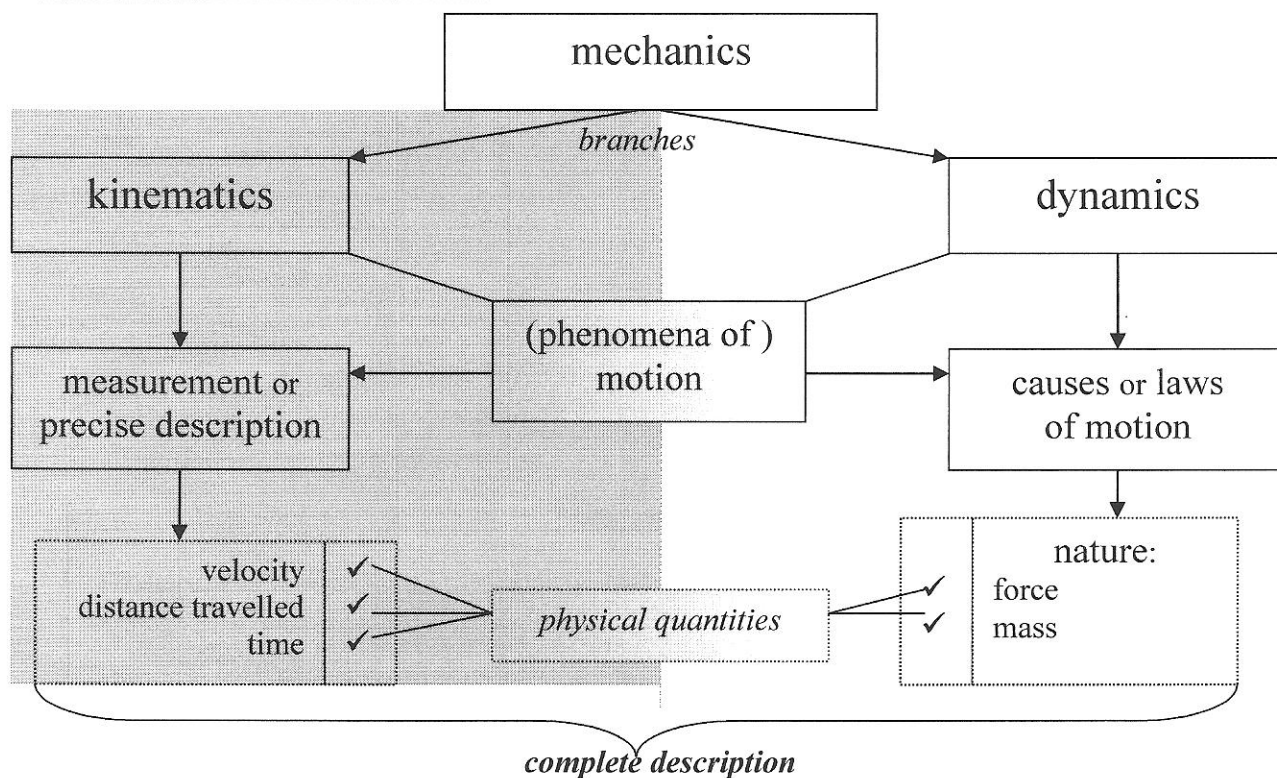 mechanics
branches
kinematics
dynamics
(phenomena of )
motion
measurement or
precise description
causes or laws
of motion
velocity ✓
distance travelled ✓
time ✓
physical quantities
nature:
✓ force
✓ mass
complete description